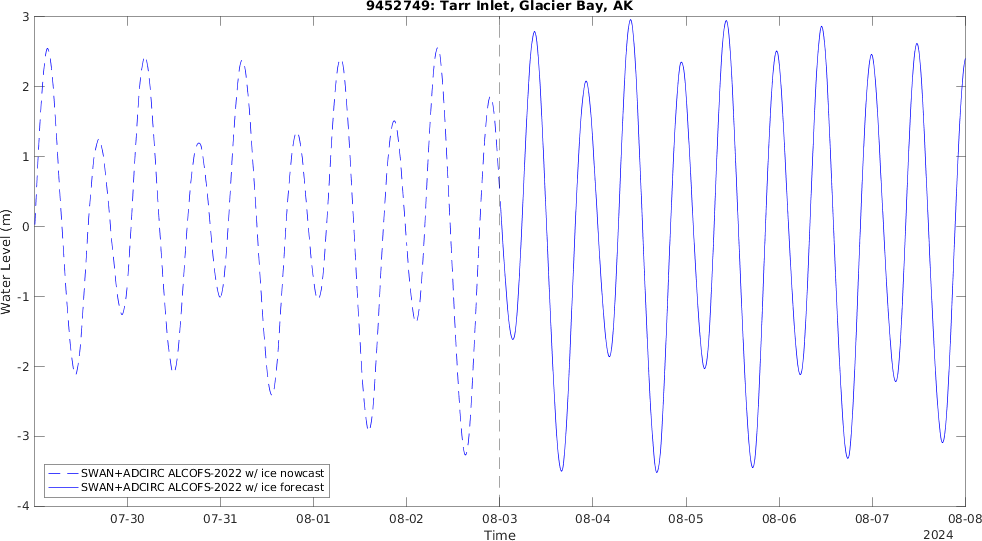 9452749: Tarr Inlet, Glacier Bay, AK
3
2
1
0
-1
-2
-3
-4
Water Level (m)
SWAN+ADCIRC ALCOFS-2022 w/ ice nowcast
SWAN+ADCIRC ALCOFS-2022 w/ ice forecast
07-30 07-31 08-01 08-02 08-03 08-04 08-05 08-06 08-07 08-08
Time
2024